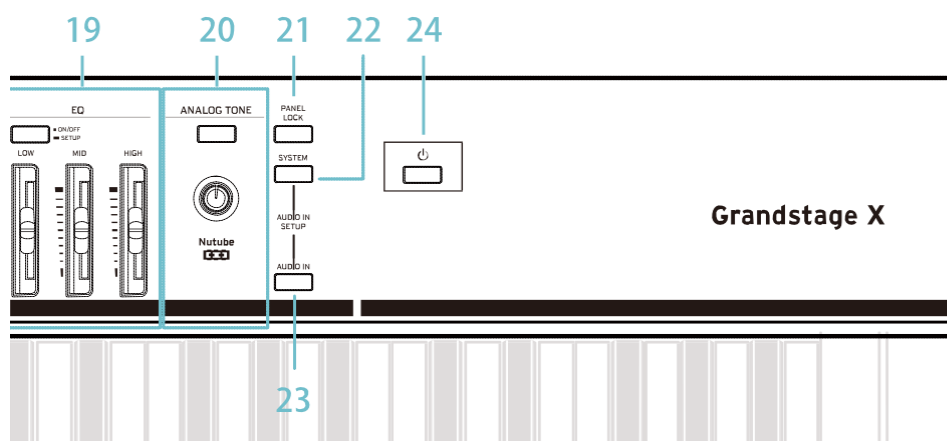 19 20 21 22 24
EQ
ON/OFF
SETUP
LOW MID HIGH
ANALOG TONE
Nutube
PANEL
LOCK
SYSTEM
AUDIO IN
SETUP
AUDIO IN
Grandstage X
23